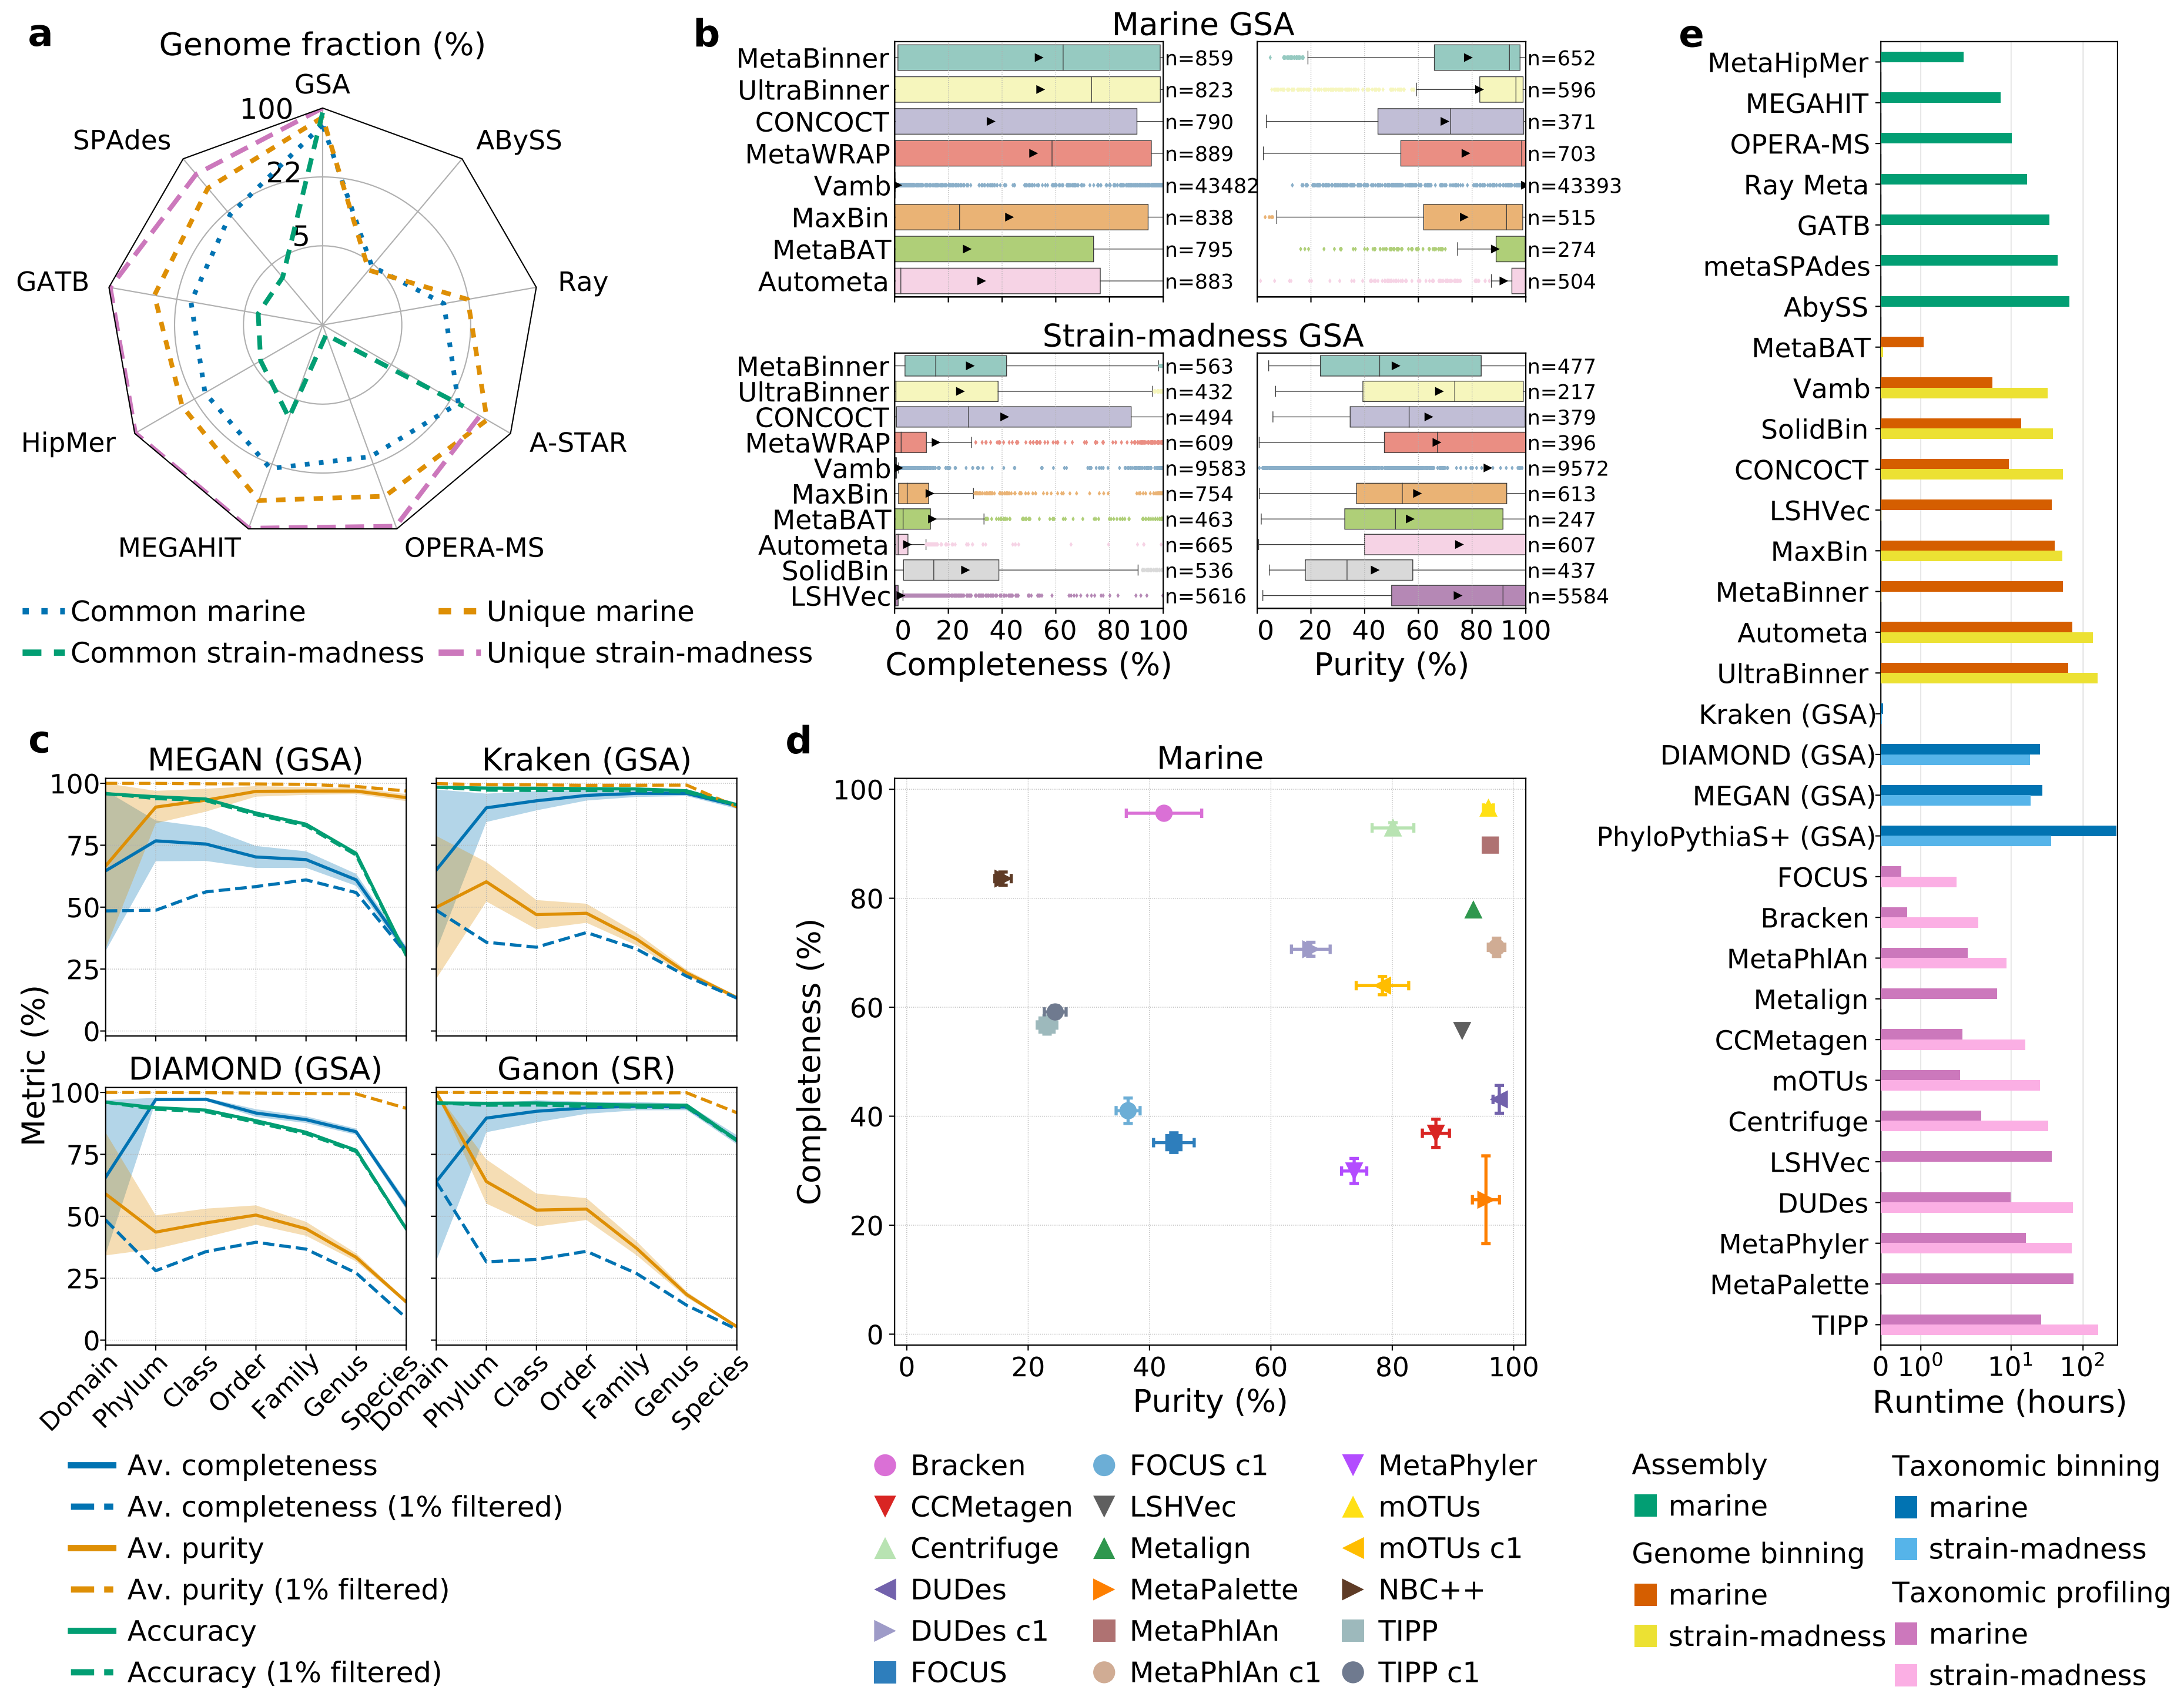 a
Genome fraction (%)
GSA
100
SPAdes
ABySS
22
5
GATB
Ray
HipMer
A-STAR
MEGAHIT
OPERA-MS
Common marine
Unique marine
Common strain-madness
Unique strain-madness
b
Marine GSA
MetaBinner n=859 n=652
UltraBinner n=823 n=596
CONCOCT n=790 n=371
MetaWRAP n=889 n=703
Vamb n=43482 n=43393
MaxBin n=838 n=515
MetaBAT n=795 n=274
Autometa n=883 n=504
Strain-madness GSA
MetaBinner n=563 n=477
UltraBinner n=432 n=217
CONCOCT n=494 n=379
MetaWRAP n=609 n=396
Vamb n=9583 n=9572
MaxBin n=754 n=613
MetaBAT n=463 n=247
Autometa n=665 n=607
SolidBin n=536 n=437
LSHVec n=5616 n=5584
0 20 40 60 80 100 0 20 40 60 80 100
Completeness (%) Purity (%)
c
MEGAN (GSA) Kraken (GSA)
100
75
50
25
0
Metric (%)
DIAMOND (GSA) Ganon (SR)
100
75
50
25
0
Domain Phylum Class Order Family Genus Species Domain Phylum Class Order Family Genus Species
Av. completeness
Av. completeness (1% filtered)
Av. purity
Av. purity (1% filtered)
Accuracy
Accuracy (1% filtered)
d
Marine
100
80
60
40
20
0
Completeness (%)
0 20 40 60 80 100
Purity (%)
Bracken FOCUS c1 MetaPhyler
CCMetagen LSHVec mOTUs
Centrifuge Metalign mOTUs c1
DUDes MetaPalette NBC++
DUDes c1 MetaPhlAn TIPP
FOCUS MetaPhlAn c1 TIPP c1
e
MetaHipMer
MEGAHIT
OPERA-MS
Ray Meta
GATB
metaSPAdes
AbySS
MetaBAT
Vamb
SolidBin
CONCOCT
LSHVec
MaxBin
MetaBinner
Autometa
UltraBinner
Kraken (GSA)
DIAMOND (GSA)
MEGAN (GSA)
PhyloPythiaS+ (GSA)
FOCUS
Bracken
MetaPhlAn
Metalign
CCMetagen
mOTUs
Centrifuge
LSHVec
DUDes
MetaPhyler
MetaPalette
TIPP
0 10⁰ 10¹ 10²
Runtime (hours)
Assembly
marine
Genome binning
marine
strain-madness
Taxonomic binning
marine
strain-madness
Taxonomic profiling
marine
strain-madness